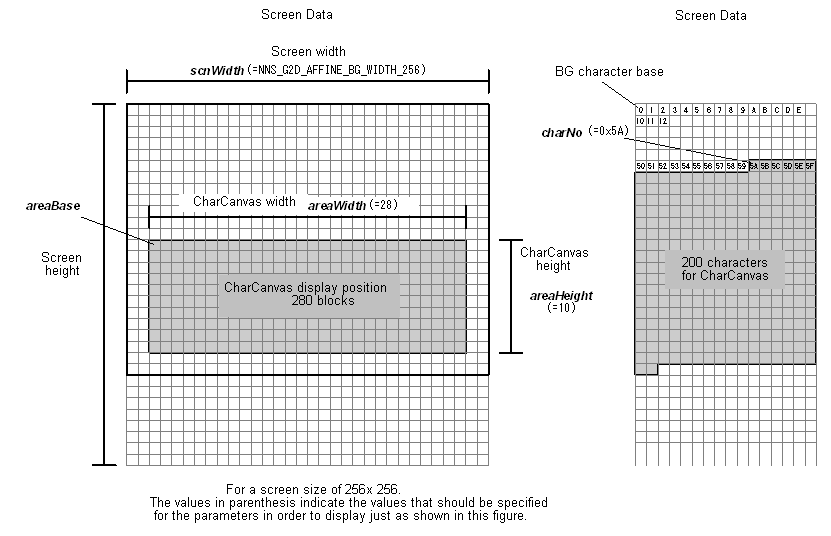 Screen Data
Screen Data
Screen width
scnWidth (=NNS_G2D_AFFINE_BG_WIDTH_256)
BG character base
0 1 2 3 4 5 6 7 8 9 A B C D E
10 11 12
charNo (=0x5A)
50 51 52 53 54 55 56 57 58 59 5A 5B 5C 5D 5E 5F
CharCanvas width areaWidth (=28)
areaBase
Screen
height
CharCanvas
height
areaHeight
(=10)
CharCanvas display position
280 blocks
200 characters
for CharCanvas
For a screen size of 256x 256.
The values in parenthesis indicate the values that should be specified
for the parameters in order to display just as shown in this figure.